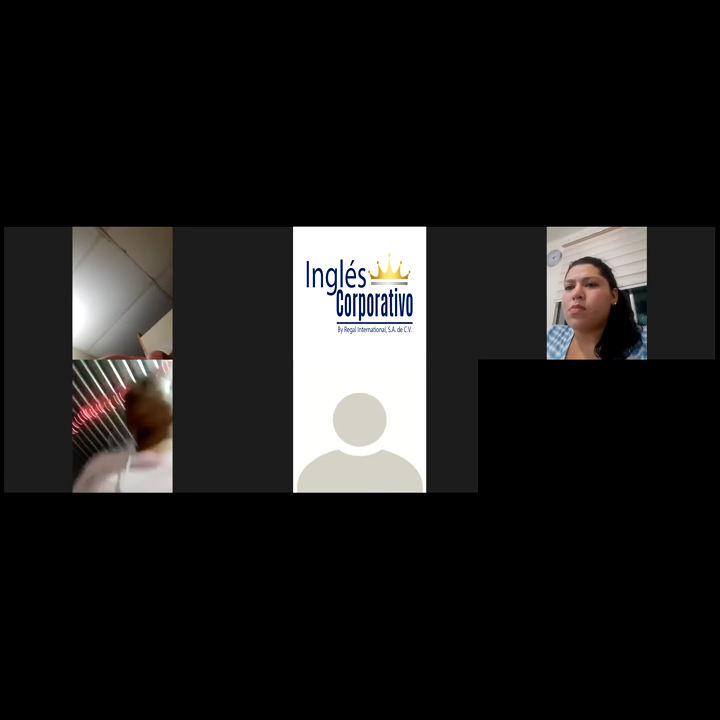 Inglés
Corporativo
By Regal International, S.A. de C.V.